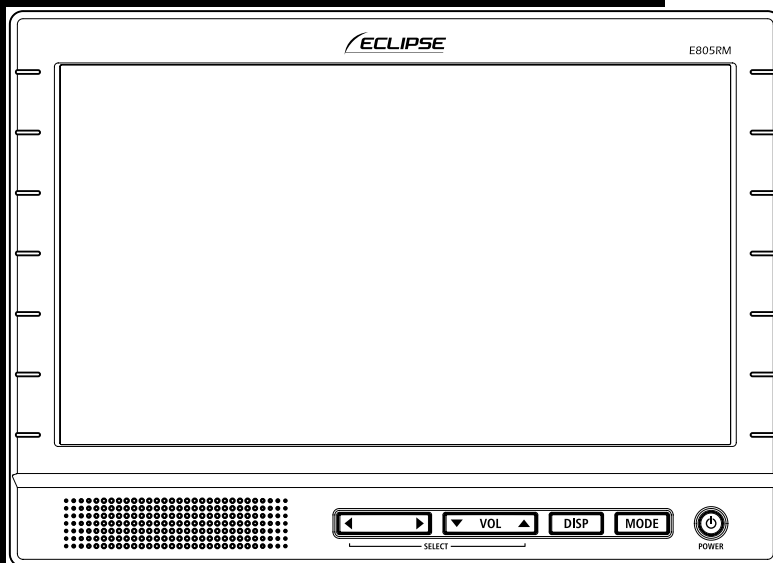 ECLIPSE
E805RM
VOL
DISP
MODE
SELECT
POWER